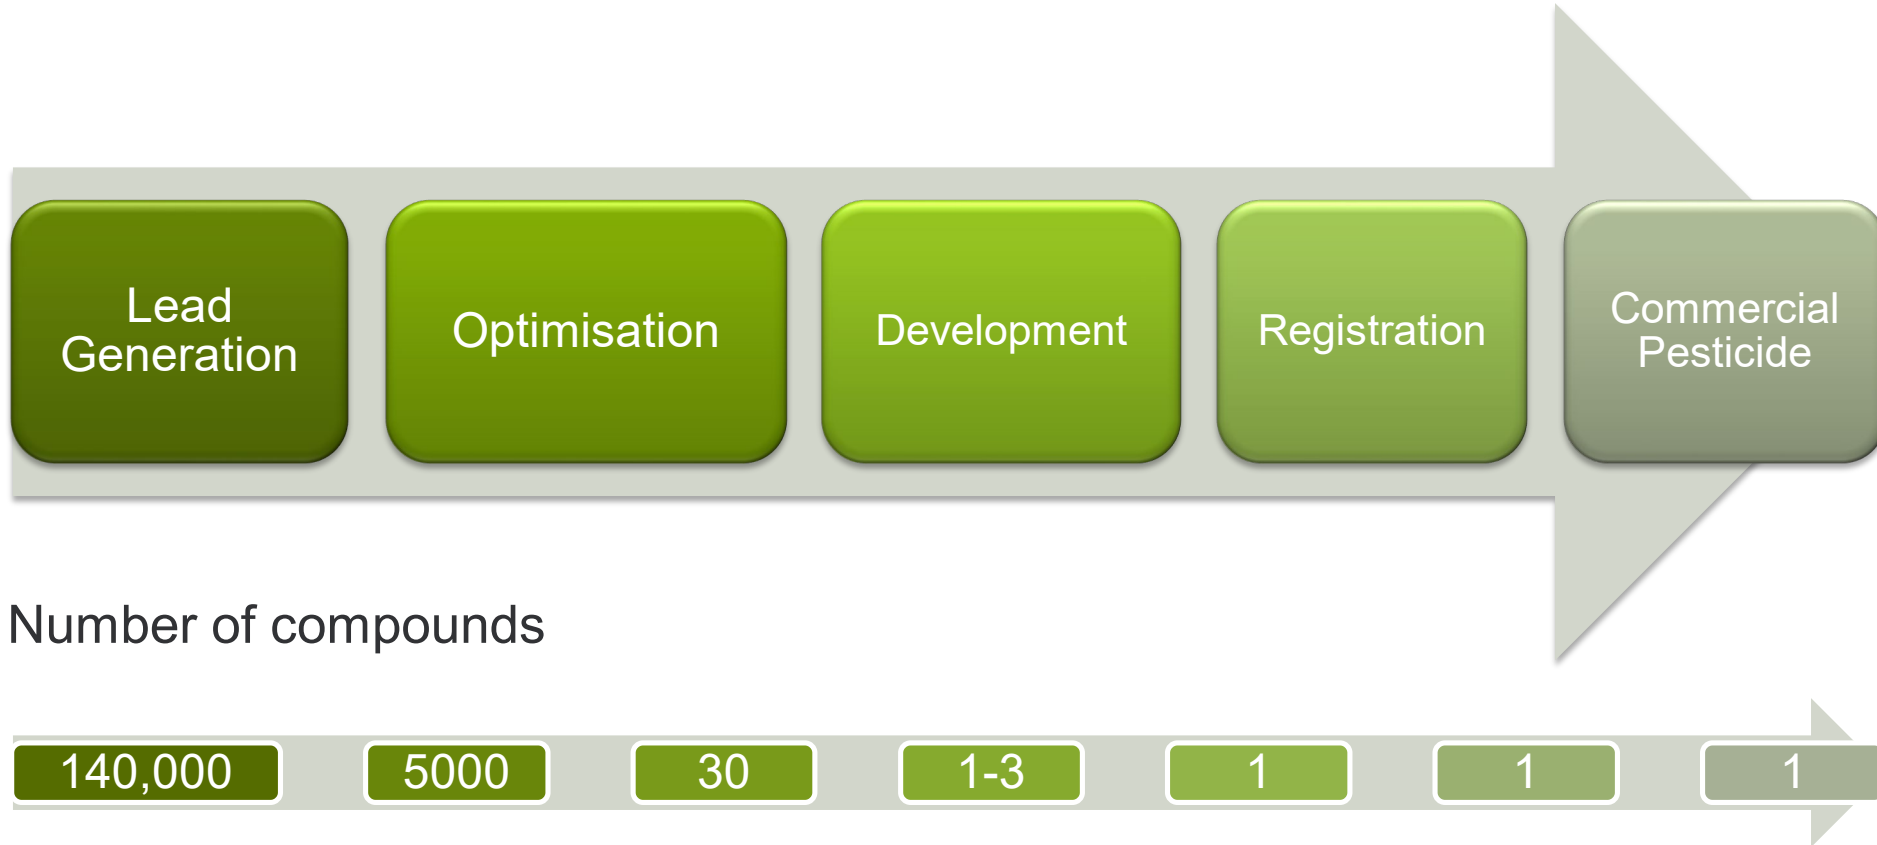 Lead
Generation
Optimisation
Development
Registration
Commercial
Pesticide
Number of compounds
140,000
5000
30
1-3
1
1
1